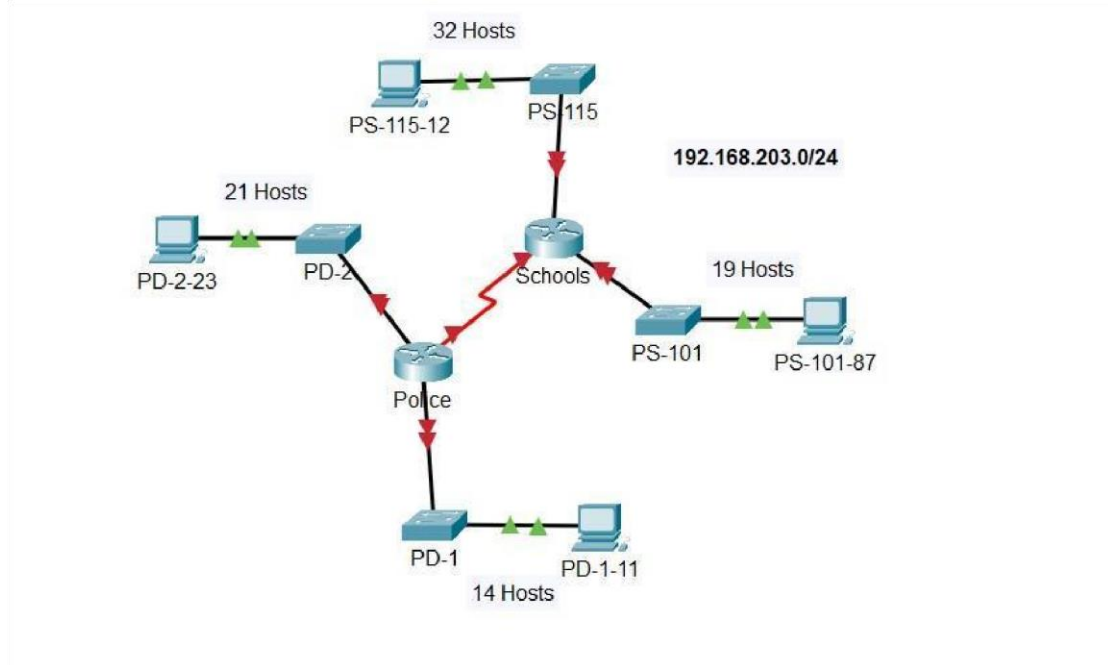 32 Hosts
PS-115-12
PS-115
192.168.203.0/24
21 Hosts
PD-2-23
PD-2
Schools
19 Hosts
PS-101
PS-101-87
Police
PD-1
PD-1-11
14 Hosts